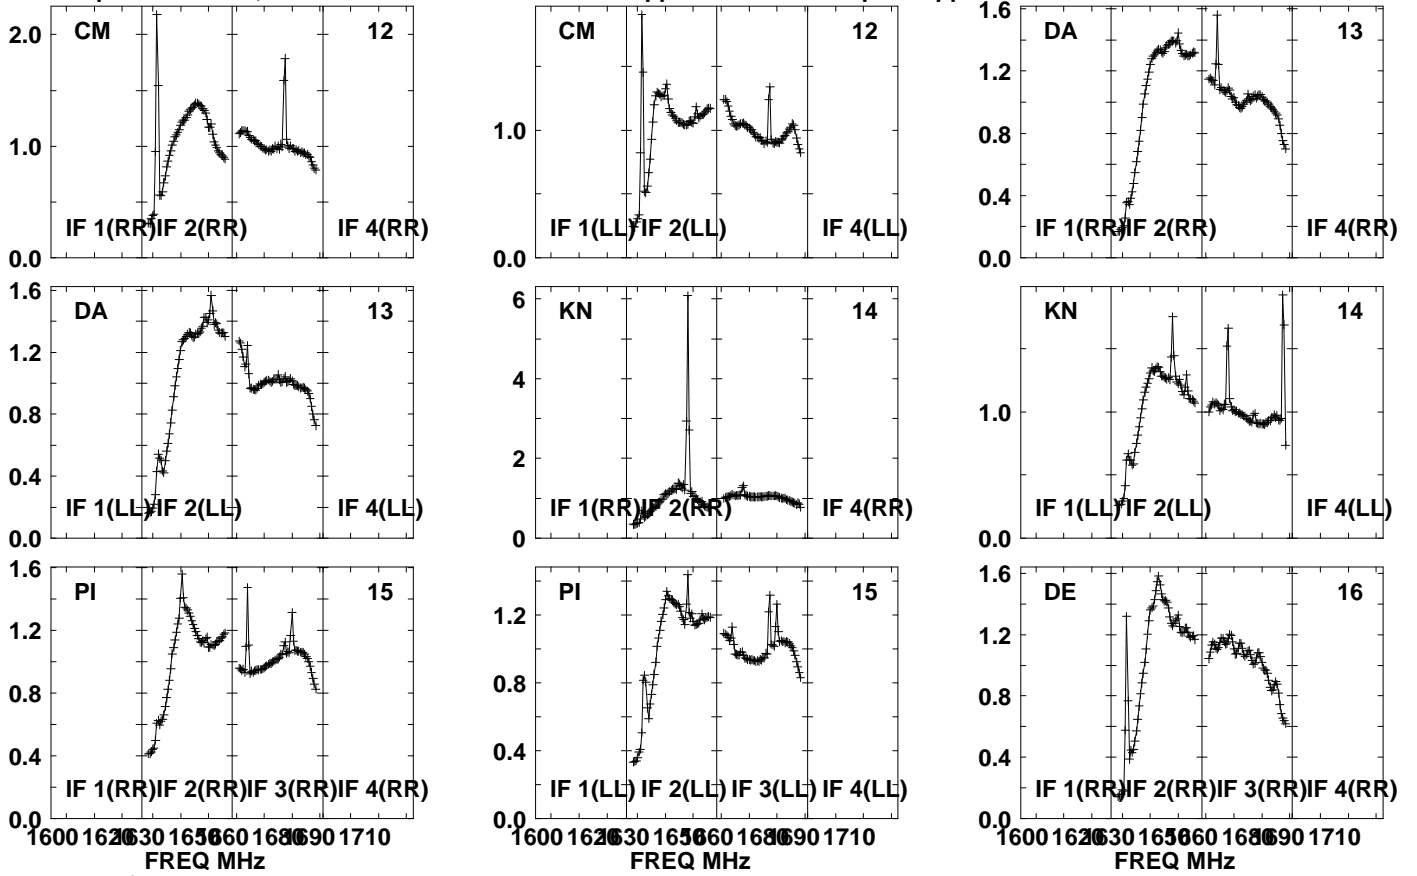 CM 12
2.0
1.0
0.0
IF 1(RR) IF 2(RR) IF 4(RR)
CM 12
1.0
0.0
IF 1(LL) IF 2(LL) IF 4(LL)
DA 13
1.6
1.2
0.8
0.4
0.0
IF 1(RR) IF 2(RR) IF 4(RR)
DA 13
1.6
1.2
0.8
0.4
0.0
IF 1(LL) IF 2(LL) IF 4(LL)
KN 14
6
4
2
0
IF 1(RR) IF 2(RR) IF 4(RR)
KN 14
1.0
0.0
IF 1(LL) IF 2(LL) IF 4(LL)
PI 15
1.6
1.2
0.8
0.4
0.0
IF 1(RR) IF 2(RR) IF 3(RR) IF 4(RR)
1600 1620 1630 1650 1660 1680 1690 1710
FREQ MHz
PI 15
1.2
0.8
0.4
0.0
IF 1(LL) IF 2(LL) IF 3(LL) IF 4(LL)
1600 1620 1630 1650 1660 1680 1690 1710
FREQ MHz
DE 16
1.6
1.2
0.8
0.4
0.0
IF 1(RR) IF 2(RR) IF 3(RR) IF 4(RR)
1600 1620 1630 1650 1660 1680 1690 1710
FREQ MHz